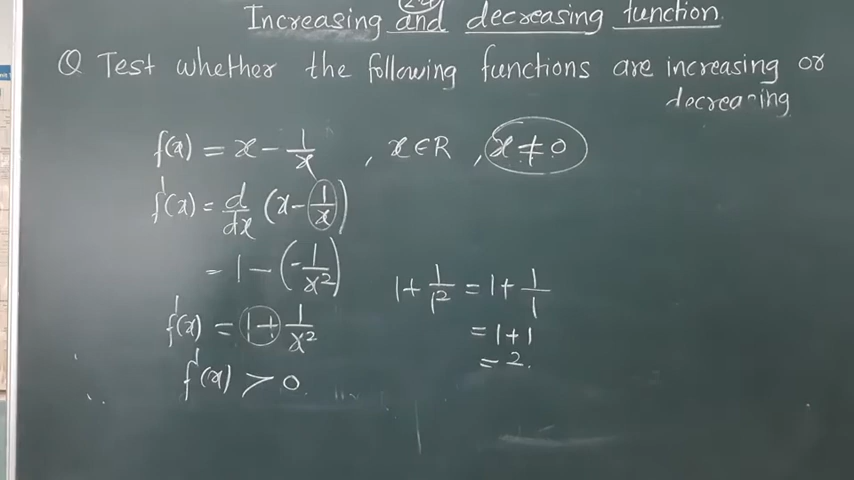 Increasing and decreasing function
Q Test whether the following functions are increasing or
decreasing
f(x) = x - 1/x , x ∈ R , x ≠ 0
f'(x) = d/dx (x - 1/x)
= 1 - (-1/x²)
f'(x) = 1 + 1/x²
f'(x) > 0
1 + 1/1² = 1 + 1/1
= 1 + 1
= 2.